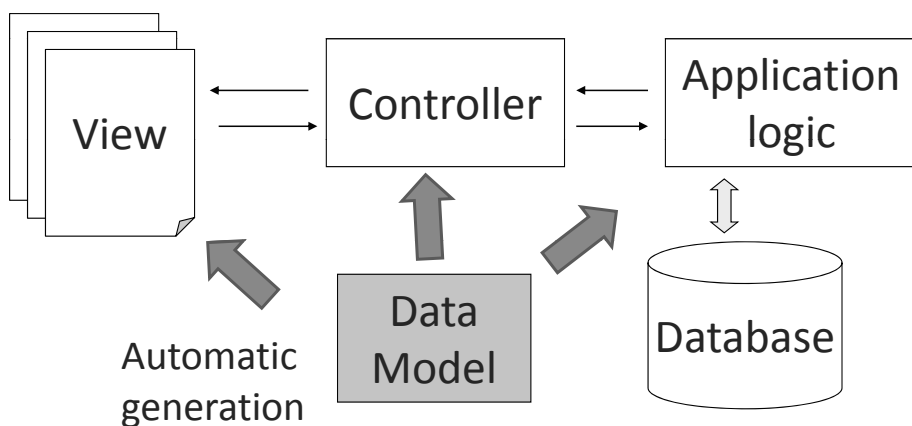 View
Controller
Application
logic
Data
Model
Database
Automatic
generation